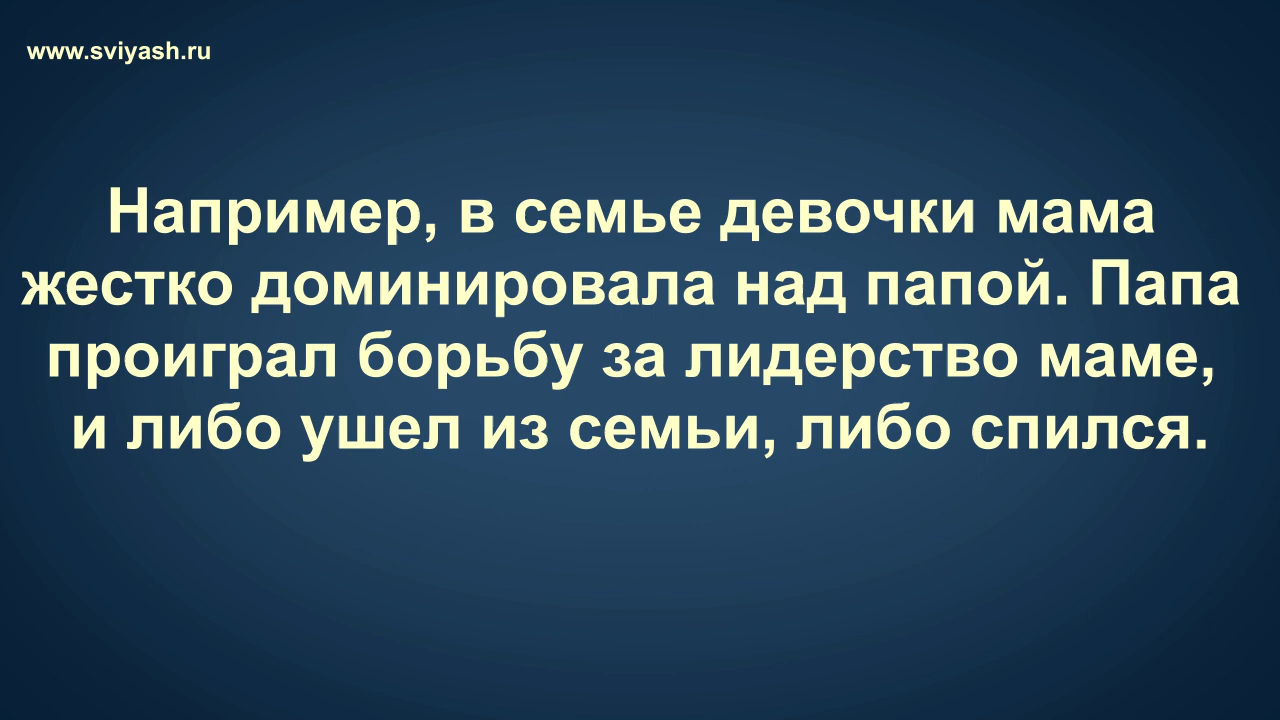 www.sviyash.ru
Например, в семье девочки мама
жестко доминировала над папой. Папа
проиграл борьбу за лидерство маме,
и либо ушел из семьи, либо спился.